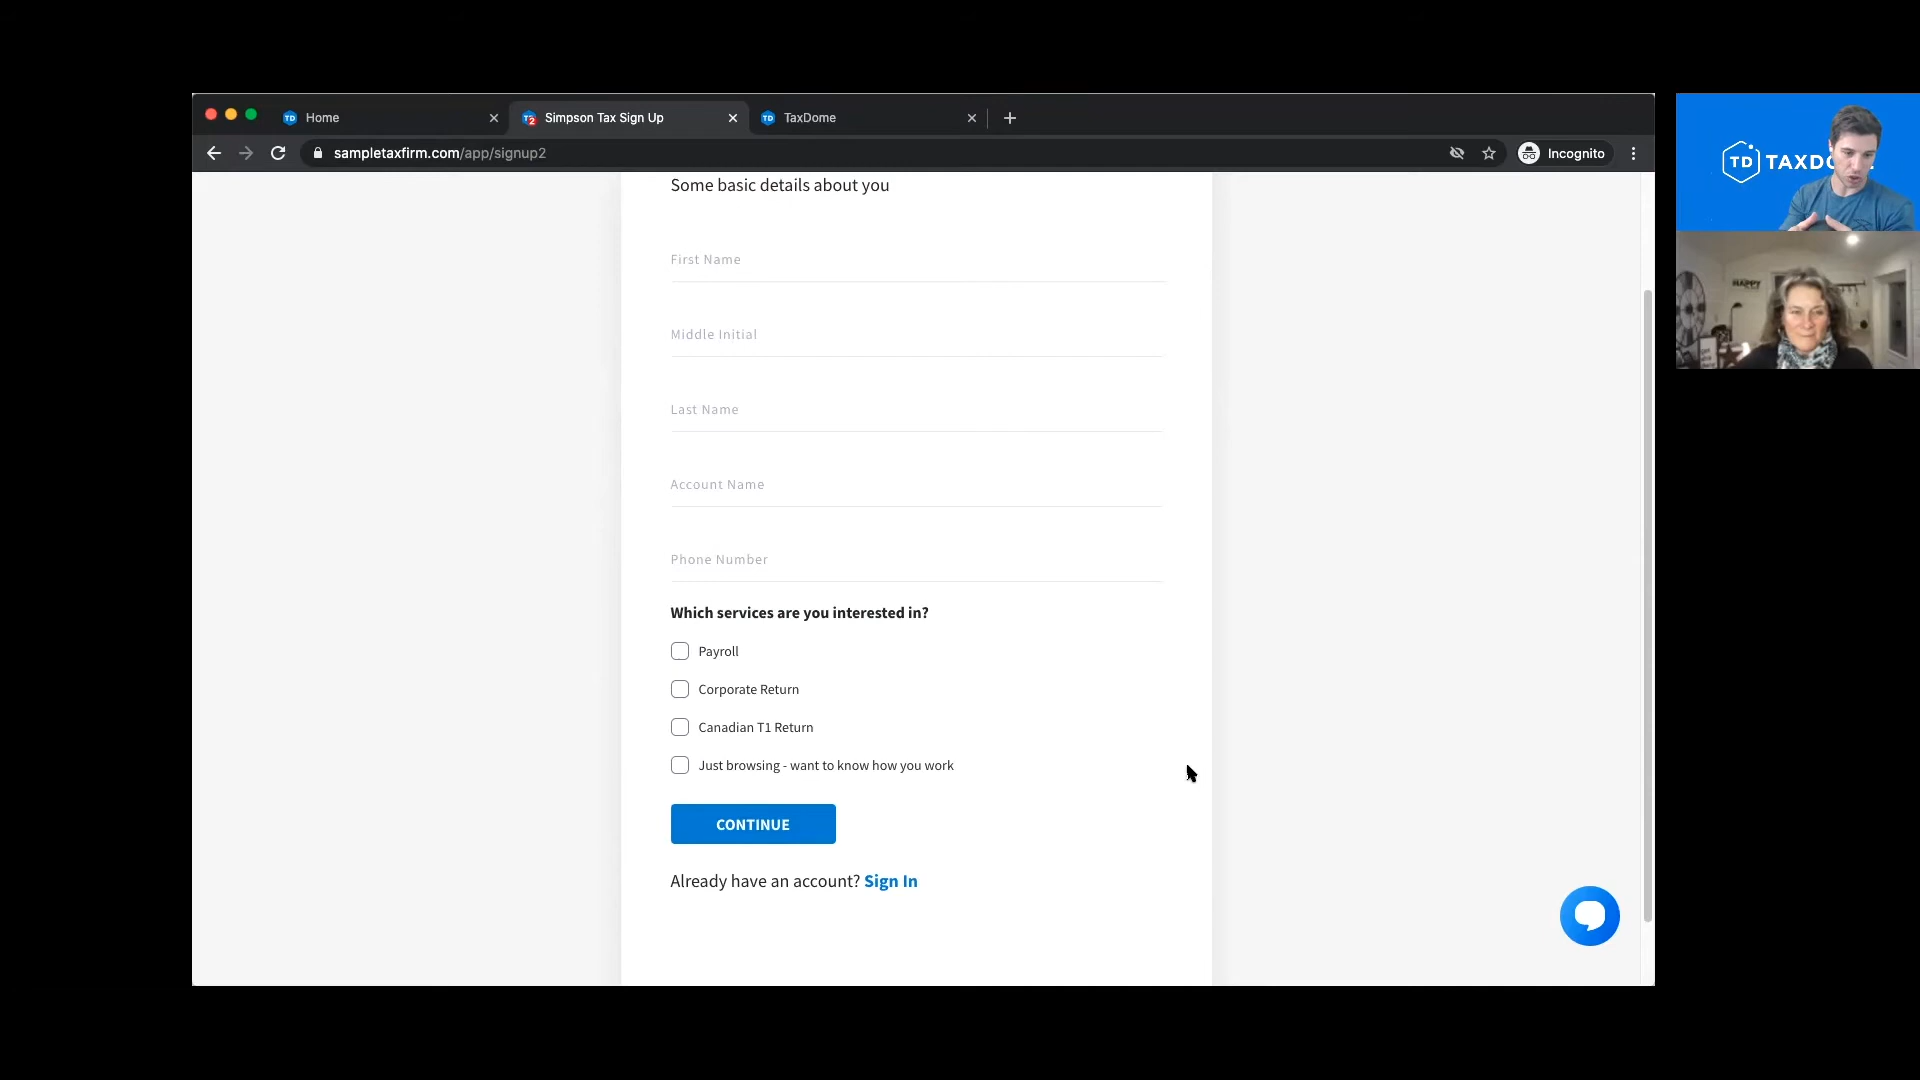 Home
Simpson Tax Sign Up
TaxDome
sampletaxfirm.com/app/signup2
Incognito
Some basic details about you
First Name
Middle Initial
Last Name
Account Name
Phone Number
Which services are you interested in?
Payroll
Corporate Return
Canadian T1 Return
Just browsing - want to know how you work
CONTINUE
Already have an account? Sign In
TD TAXDO
HAPPY